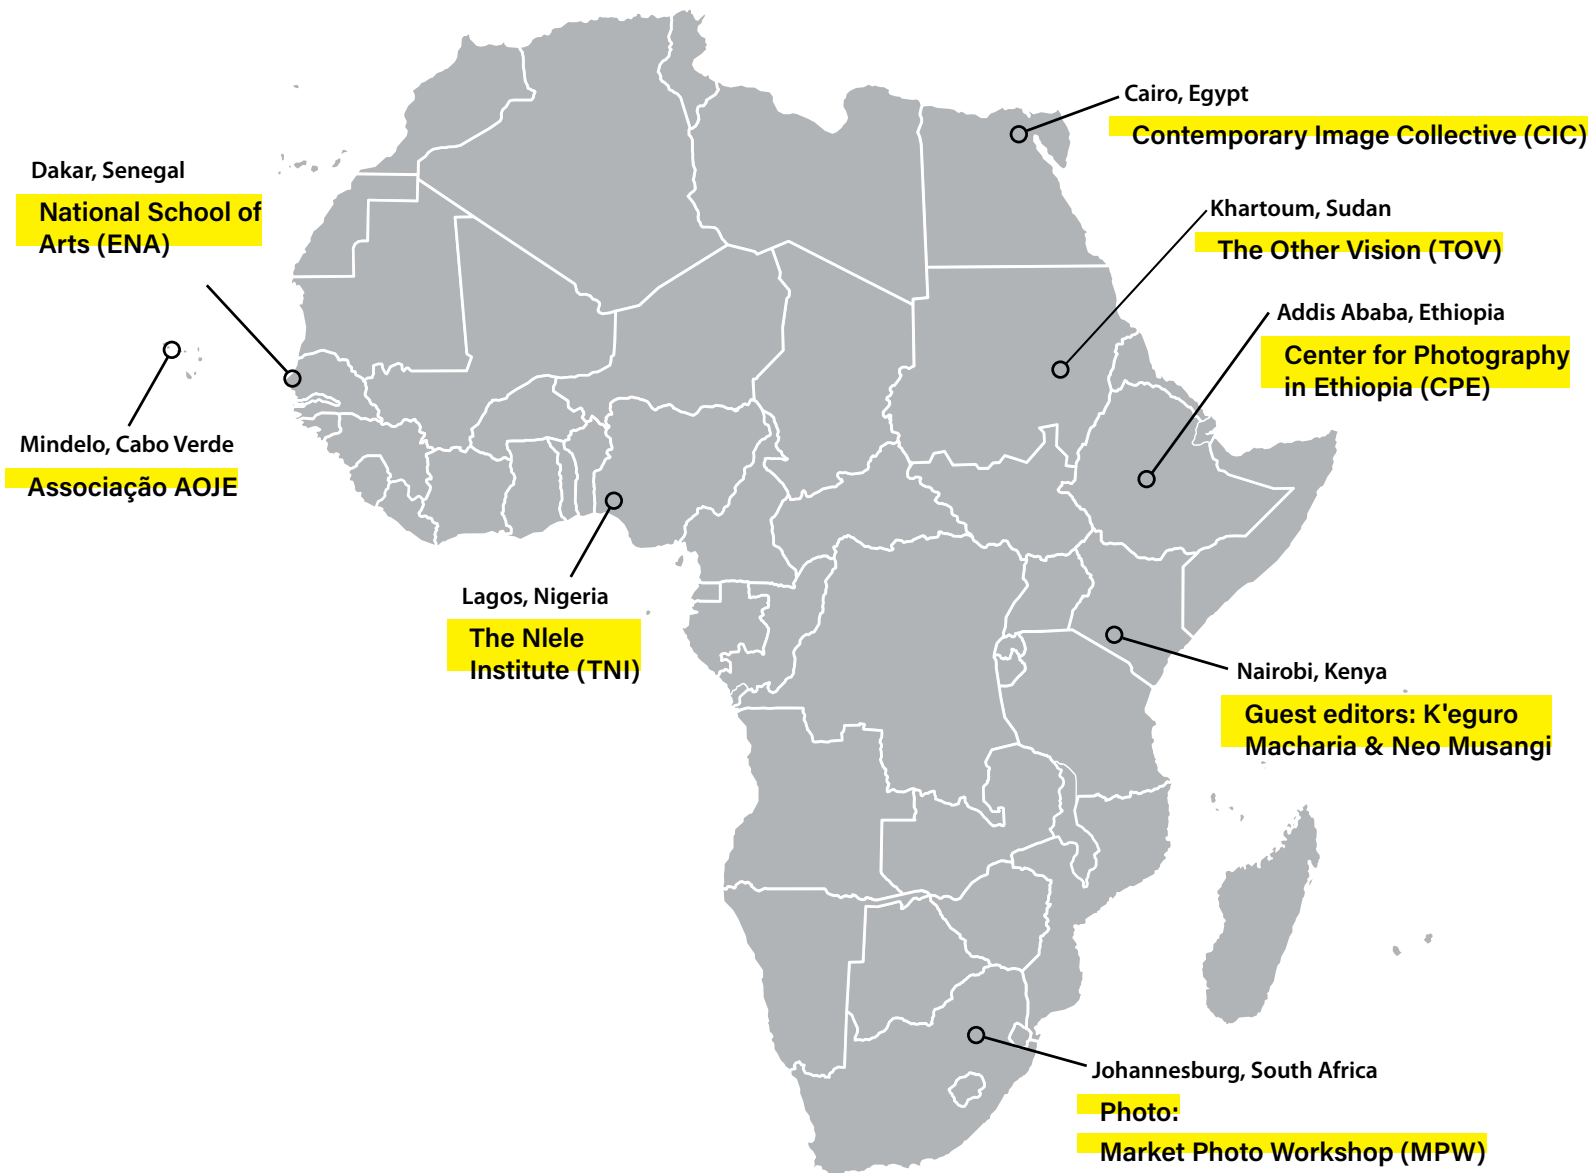 Cairo, Egypt
Contemporary Image Collective (CIC)
Dakar, Senegal
National School of
Arts (ENA)
Khartoum, Sudan
The Other Vision (TOV)
Addis Ababa, Ethiopia
Center for Photography
in Ethiopia (CPE)
Mindelo, Cabo Verde
Associação AOJE
Lagos, Nigeria
The Nlele
Institute (TNI)
Nairobi, Kenya
Guest editors: K'eguro
Macharia & Neo Musangi
Johannesburg, South Africa
Photo:
Market Photo Workshop (MPW)